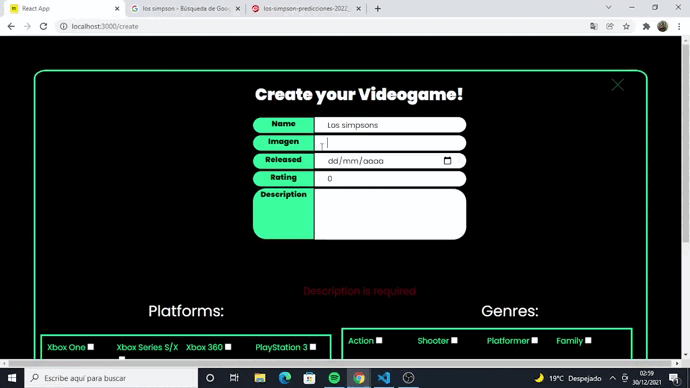 React App
los simpson - Búsqueda de Goog
los-simpson-predicciones-2022_
localhost:3000/create
Create your Videogame!
Name
Los simpsons
Imagen
Released
dd/mm/aaaa
Rating
0
Description
Description is required
Platforms:
Genres:
Xbox One
Xbox Series S/X
Xbox 360
PlayStation 3
Action
Shooter
Platformer
Family
Escribe aquí para buscar
19°C Despejado
02:59
30/12/2021